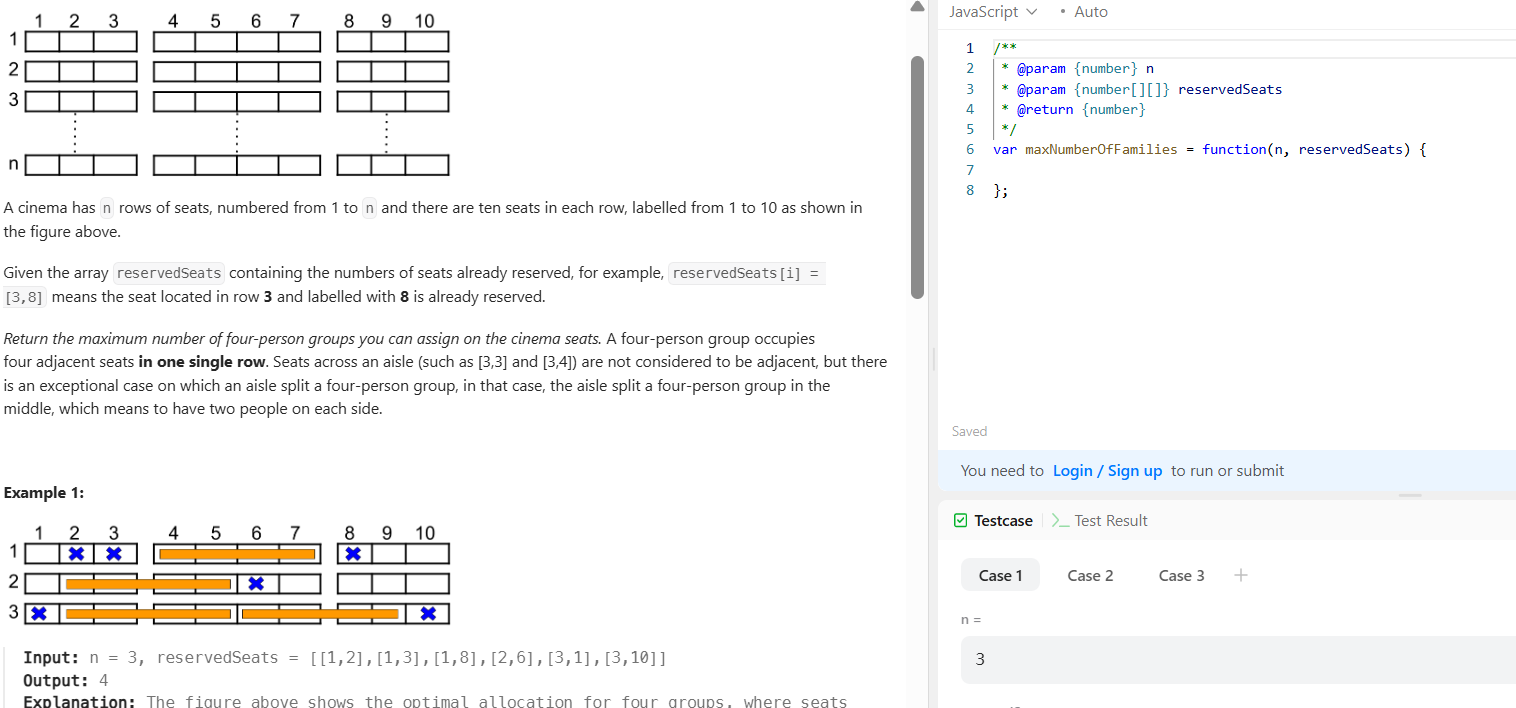 1 2 3 4 5 6 7 8 9 10
1
2
3
n
A cinema has n rows of seats, numbered from 1 to n and there are ten seats in each row, labelled from 1 to 10 as shown in
the figure above.
Given the array reservedSeats containing the numbers of seats already reserved, for example, reservedSeats[i] =
[3,8] means the seat located in row 3 and labelled with 8 is already reserved.
Return the maximum number of four-person groups you can assign on the cinema seats. A four-person group occupies
four adjacent seats in one single row. Seats across an aisle (such as [3,3] and [3,4]) are not considered to be adjacent, but there
is an exceptional case on which an aisle split a four-person group, in that case, the aisle split a four-person group in the
middle, which means to have two people on each side.
Example 1:
1 2 3 4 5 6 7 8 9 10
1
2
3
Input: n = 3, reservedSeats = [[1,2],[1,3],[1,8],[2,6],[3,1],[3,10]]
Output: 4
Explanation: The figure above shows the optimal allocation for four groups, where seats
JavaScript • Auto
1 /**
2 * @param {number} n
3 * @param {number[][]} reservedSeats
4 * @return {number}
5 */
6 var maxNumberOfFamilies = function(n, reservedSeats) {
7
8 };
Saved
You need to Login / Sign up to run or submit
Testcase >_ Test Result
Case 1 Case 2 Case 3 +
n =
3